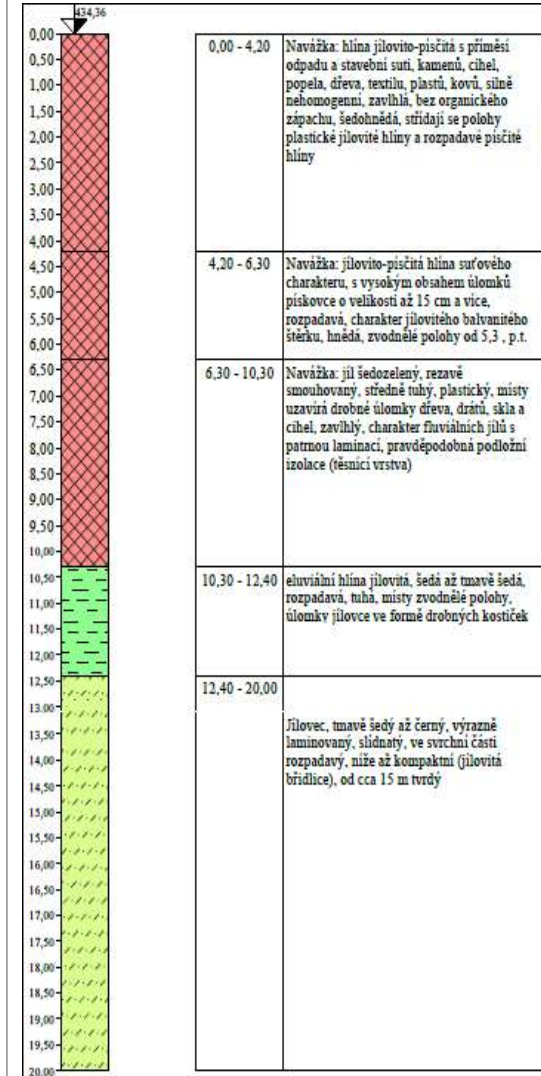 434,36
0,00
0,50
1,00
1,50
2,00
2,50
3,00
3,50
4,00
4,50
5,00
5,50
6,00
6,50
7,00
7,50
8,00
8,50
9,00
9,50
10,00
10,50
11,00
11,50
12,00
12,50
13,00
13,50
14,00
14,50
15,00
15,50
16,00
16,50
17,00
17,50
18,00
18,50
19,00
19,50
20,00
0,00 - 4,20
Navážka: hlína jílovito-písčitá s příměsí
odpadu a stavební suti, kamenů, cihel,
popela, dřeva, textilu, plastů, kovů, silně
nehomogenní, zavlhlá, bez organického
zápachu, šedohnědá, střídají se polohy
plastické jílovité hlíny a rozpadavé písčité
hlíny
4,20 - 6,30
Navážka: jílovito-písčitá hlína suťového
charakteru, s vysokým obsahem úlomků
pískovce o velikosti až 15 cm a více,
rozpadavá, charakter jílovitého balvanitého
štěrku, hnědá, zvodnělé polohy od 5,3 , p.t.
6,30 - 10,30
Navážka: jíl šedozelený, rezavě
smouhovaný, středně tuhý, plastický, místy
uzavírá drobné úlomky dřeva, drátů, skla a
cihel, zavlhlý, charakter fluviálních jílů s
patrnou laminací, pravděpodobná podložní
izolace (těsnící vrstva)
10,30 - 12,40
eluviální hlína jílovitá, šedá až tmavě šedá,
rozpadavá, tuhá, místy zvodnělé polohy,
úlomky jílovce ve formě drobných kostiček
12,40 - 20,00
Jílovec, tmavě šedý až černý, výrazně
laminovaný, slídnatý, ve svrchní části
rozpadavý, níže až kompaktní (jílovitá
břidlice), od cca 15 m tvrdý